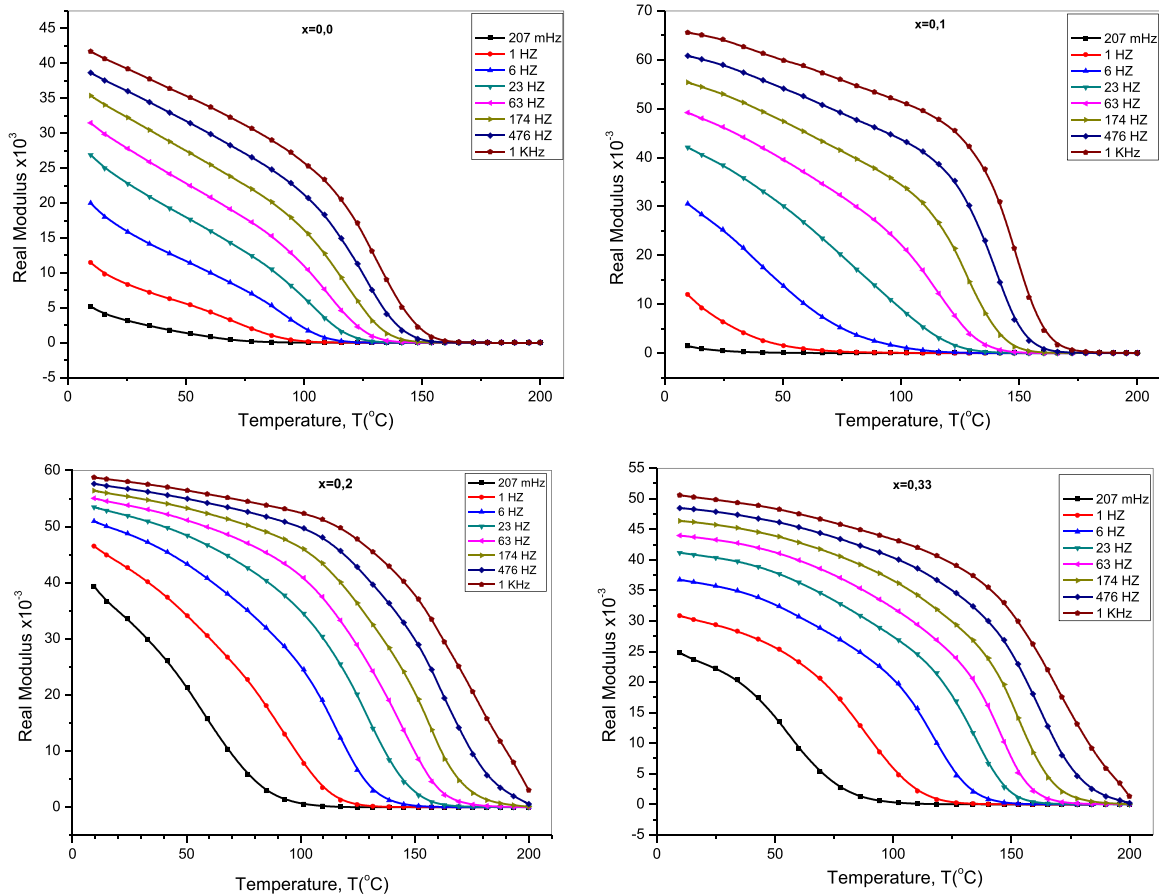 x=0,0
207 mHz
1 HZ
6 HZ
23 HZ
63 HZ
174 HZ
476 HZ
1 KHz
45
40
35
30
25
20
15
10
5
0
-5
Real Modulus x10⁻³
0
50
100
150
200
Temperature, T(°C)
x=0,1
207 mHz
1 HZ
6 HZ
23 HZ
63 HZ
174 HZ
476 HZ
1 KHz
70
60
50
40
30
20
10
0
-10
Real Modulus x10⁻³
0
50
100
150
200
Temperature, T(°C)
x=0,2
207 mHz
1 HZ
6 HZ
23 HZ
63 HZ
174 HZ
476 HZ
1 KHz
60
50
40
30
20
10
0
Real Modulus x10⁻³
0
50
100
150
200
Temperature, T(°C)
x=0,33
207 mHz
1 HZ
6 HZ
23 HZ
63 HZ
174 HZ
476 HZ
1 KHz
55
50
45
40
35
30
25
20
15
10
5
0
-5
Real Modulus x10⁻³
0
50
100
150
200
Temperature, T(°C)